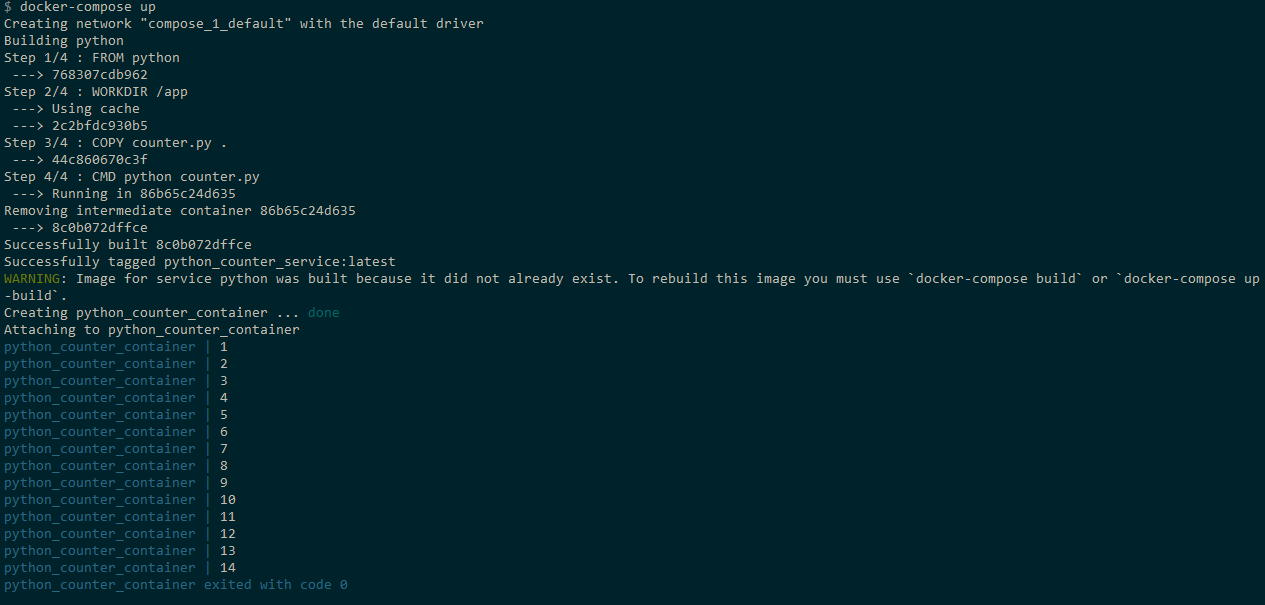 $ docker-compose up
Creating network "compose_1_default" with the default driver
Building python
Step 1/4 : FROM python
 ---> 768307cdb962
Step 2/4 : WORKDIR /app
 ---> Using cache
 ---> 2c2bfdc930b5
Step 3/4 : COPY counter.py .
 ---> 44c860670c3f
Step 4/4 : CMD python counter.py
 ---> Running in 86b65c24d635
Removing intermediate container 86b65c24d635
 ---> 8c0b072dffce
Successfully built 8c0b072dffce
Successfully tagged python_counter_service:latest
WARNING: Image for service python was built because it did not already exist. To rebuild this image you must use `docker-compose build` or `docker-compose up
-build`.
Creating python_counter_container ... done
Attaching to python_counter_container
python_counter_container | 1
python_counter_container | 2
python_counter_container | 3
python_counter_container | 4
python_counter_container | 5
python_counter_container | 6
python_counter_container | 7
python_counter_container | 8
python_counter_container | 9
python_counter_container | 10
python_counter_container | 11
python_counter_container | 12
python_counter_container | 13
python_counter_container | 14
python_counter_container exited with code 0